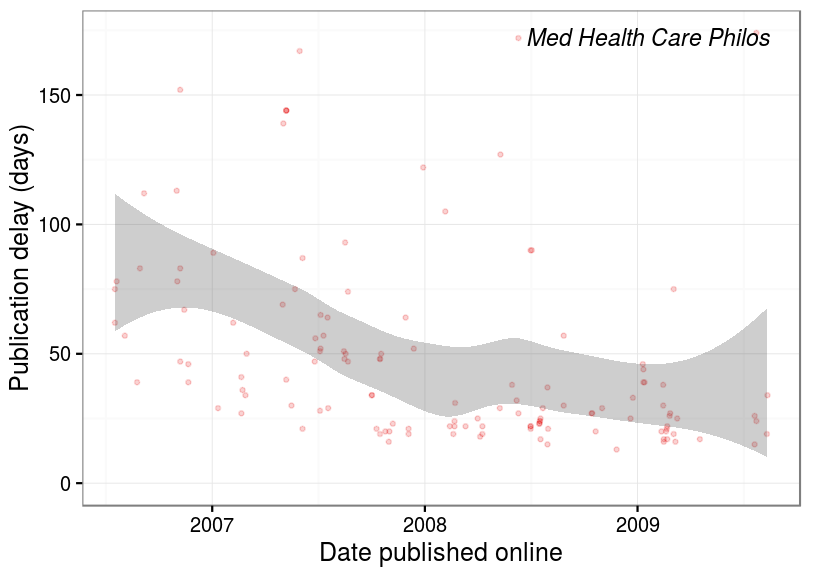 Med Health Care Philos
Publication delay (days)
150
100
50
0
2007
2008
2009
Date published online